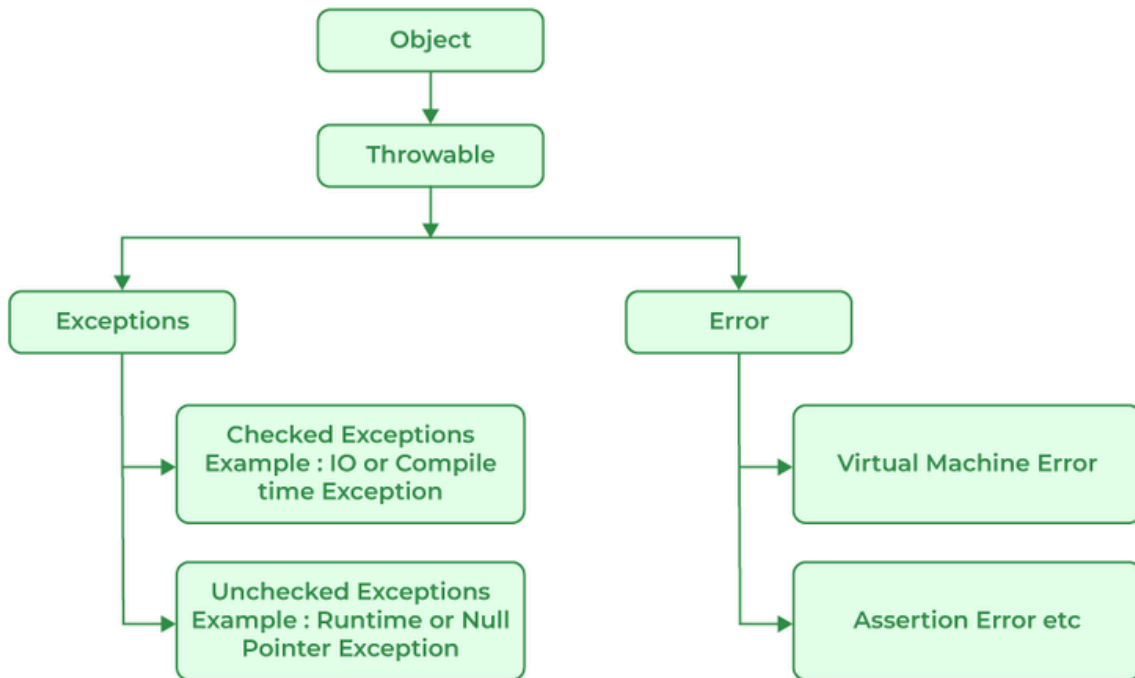 Object
Throwable
Exceptions
Error
Checked Exceptions
Example : IO or Compile
time Exception
Virtual Machine Error
Unchecked Exceptions
Example : Runtime or Null
Pointer Exception
Assertion Error etc